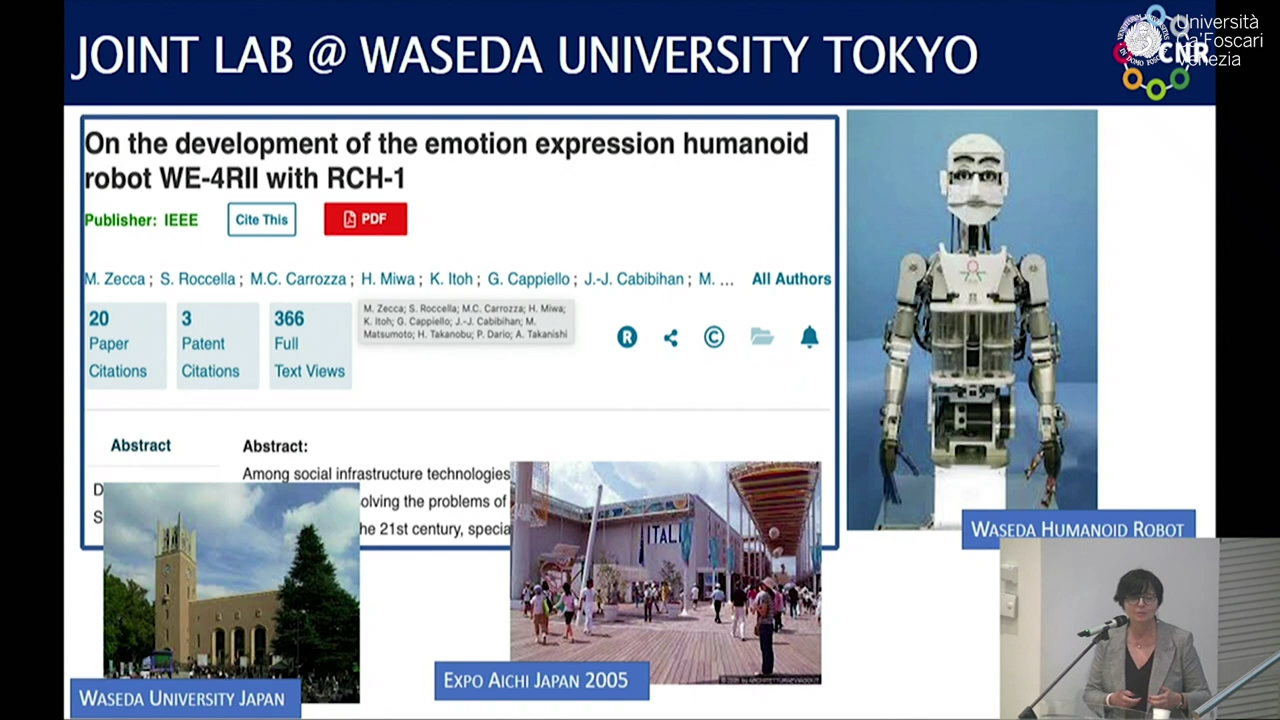 JOINT LAB @ WASEDA UNIVERSITY TOKYO
Università
Ca'Foscari
Venezia
CNR
On the development of the emotion expression humanoid
robot WE-4RII with RCH-1
Publisher: IEEE
Cite This
PDF
M. Zecca ; S. Roccella ; M.C. Carrozza ; H. Miwa ; K. Itoh ; G. Cappiello ; J.-J. Cabibihan ; M. ... All Authors
20
Paper
Citations
3
Patent
Citations
366
Full
Text Views
M. Zecca; S. Roccella; M.C. Carrozza; H. Miwa;
K. Itoh; G. Cappiello; J.-J. Cabibihan; M.
Matsumoto; H. Takanobu; P. Dario; A. Takanishi
R
C
Abstract
D
S
Abstract:
Among social infrastructure technologies
olving the problems of
he 21st century, specia
ITALI
WASEDA HUMANOID ROBOT
WASEDA UNIVERSITY JAPAN
EXPO AICHI JAPAN 2005